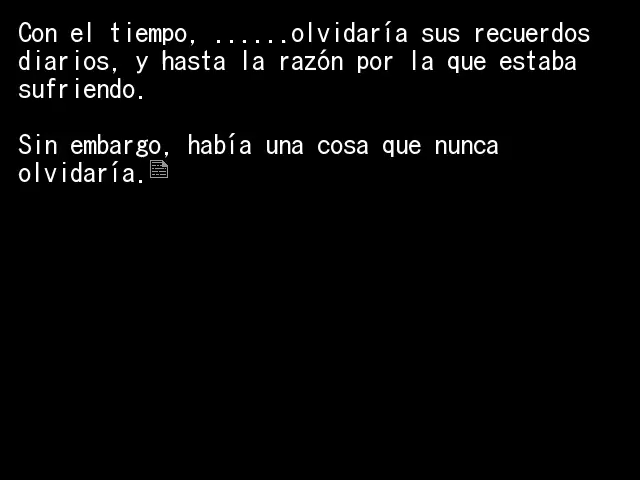 Con el tiempo, ......olvidaría sus recuerdos
diarios, y hasta la razón por la que estaba
sufriendo.
Sin embargo, había una cosa que nunca
olvidaría.